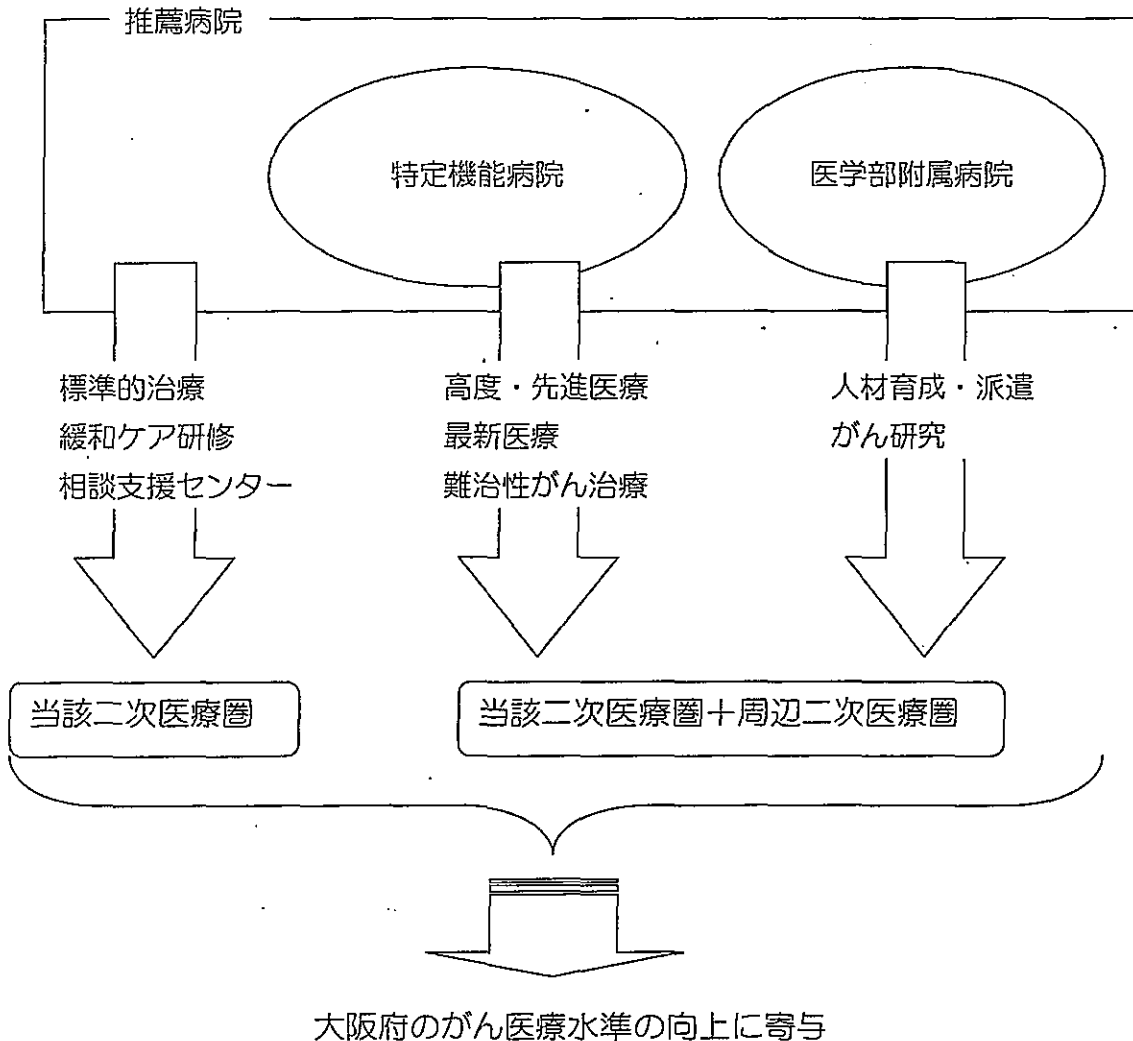 推薦病院
特定機能病院
医学部附属病院
標準的治療
緩和ケア研修
相談支援センター
高度・先進医療
最新医療
難治性がん治療
人材育成・派遣
がん研究
当該二次医療圏
当該二次医療圏＋周辺二次医療圏
大阪府のがん医療水準の向上に寄与